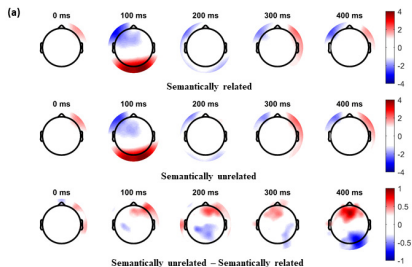 (a)
0 ms 100 ms 200 ms 300 ms 400 ms
4
2
0
-2
-4
Semantically related
0 ms 100 ms 200 ms 300 ms 400 ms
4
2
0
-2
-4
Semantically unrelated
0 ms 100 ms 200 ms 300 ms 400 ms
1
0.5
0
-0.5
-1
Semantically unrelated – Semantically related